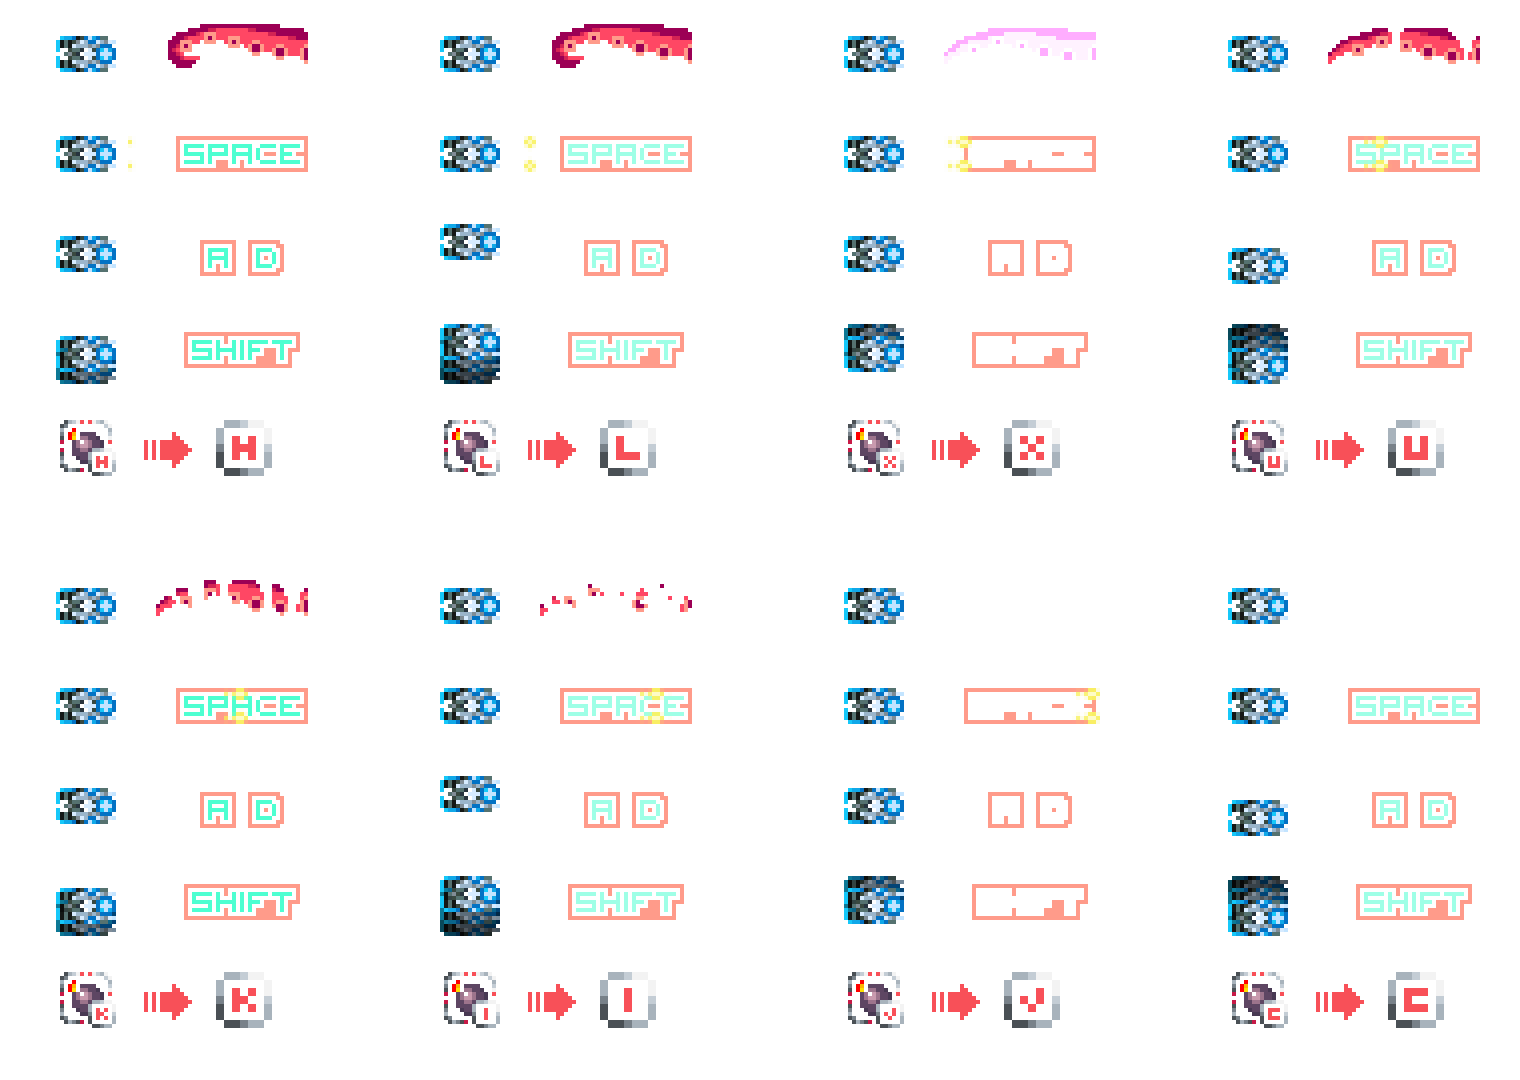 SPACE SPACE SPACE
A D A D A D
SHIFT SHIFT SHIFT
H H L L X X U U
SPACE SPACE SPACE
A D A D A D
SHIFT SHIFT SHIFT
K K I I V V C C